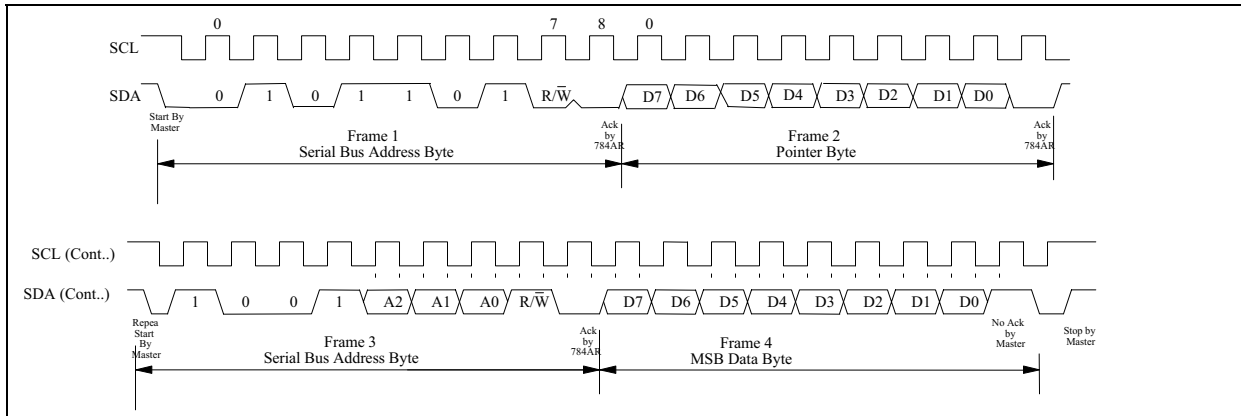 0 7 8 0
SCL
SDA 0 1 0 1 1 0 1 R/W̅ D7 D6 D5 D4 D3 D2 D1 D0
Start By
Master
Frame 1
Serial Bus Address Byte
Ack
by
784AR
Frame 2
Pointer Byte
Ack
by
784AR
SCL (Cont..)
SDA (Cont..) 1 0 0 1 A2 A1 A0 R/W̅ D7 D6 D5 D4 D3 D2 D1 D0
Repea
Start
By
Master
Frame 3
Serial Bus Address Byte
Ack
by
784AR
Frame 4
MSB Data Byte
No Ack
by
Master
Stop by
Master